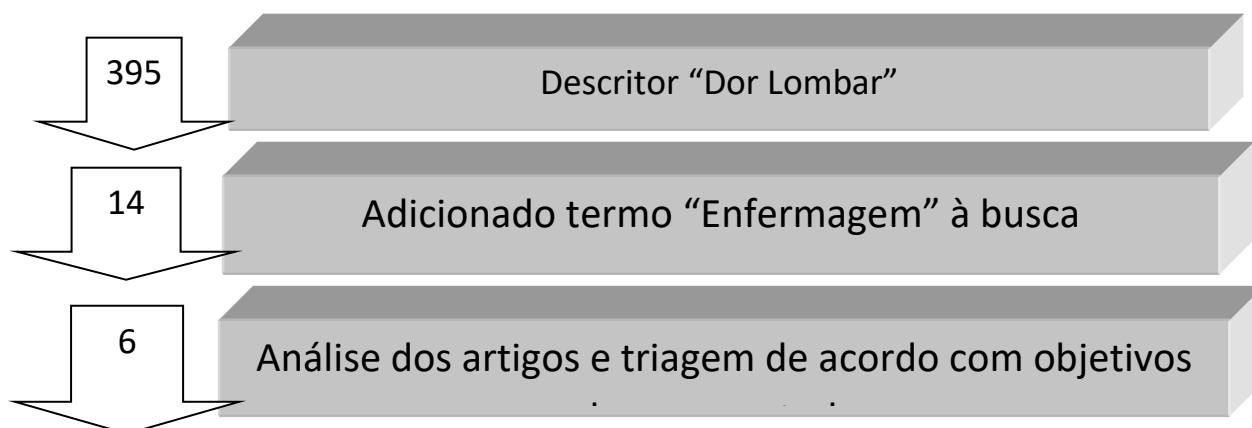 395
Descritor “Dor Lombar”
14
Adicionado termo “Enfermagem” à busca
6
Análise dos artigos e triagem de acordo com objetivos